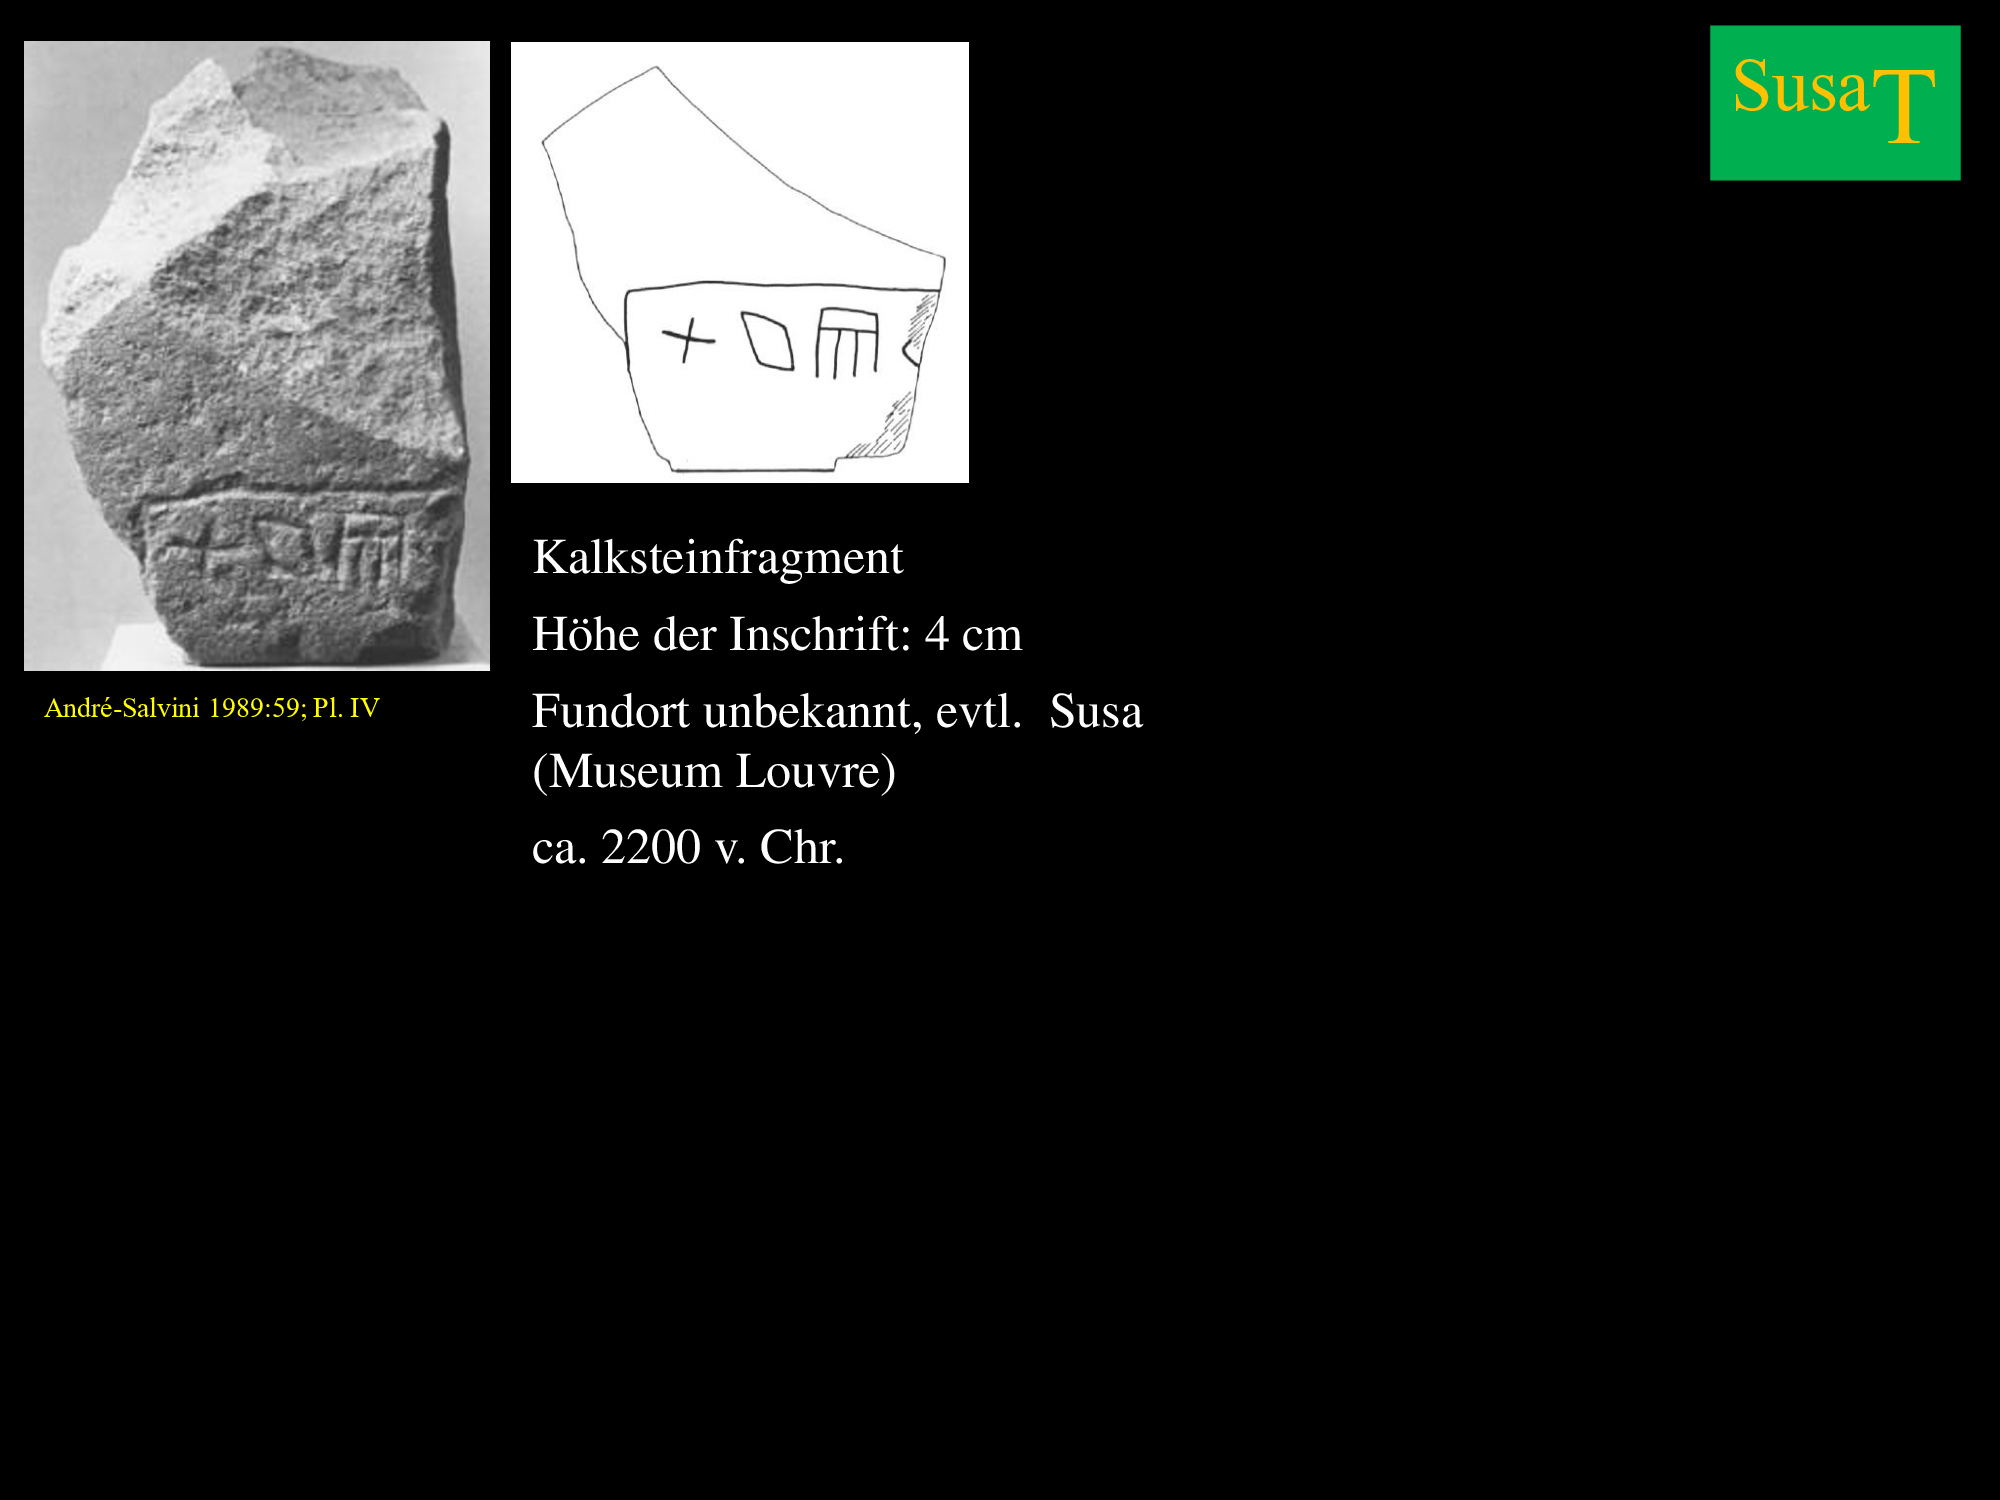 SusaT
André-Salvini 1989:59; Pl. IV
Kalksteinfragment
Höhe der Inschrift: 4 cm
Fundort unbekannt, evtl. Susa
(Museum Louvre)
ca. 2200 v. Chr.